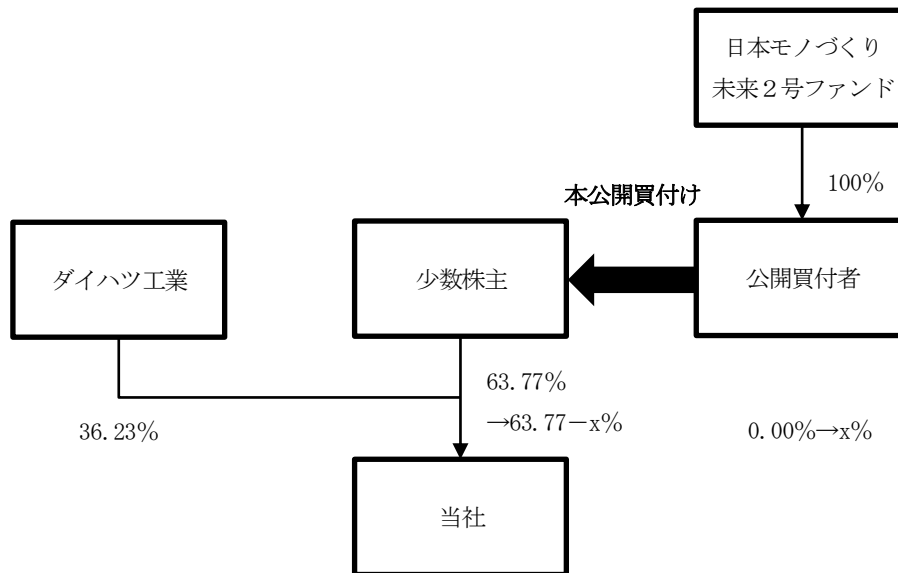 日本モノづくり
未来２号ファンド
100%
本公開買付け
ダイハツ工業
少数株主
公開買付者
63.77%
→63.77－x%
36.23%
0.00%→x%
当社